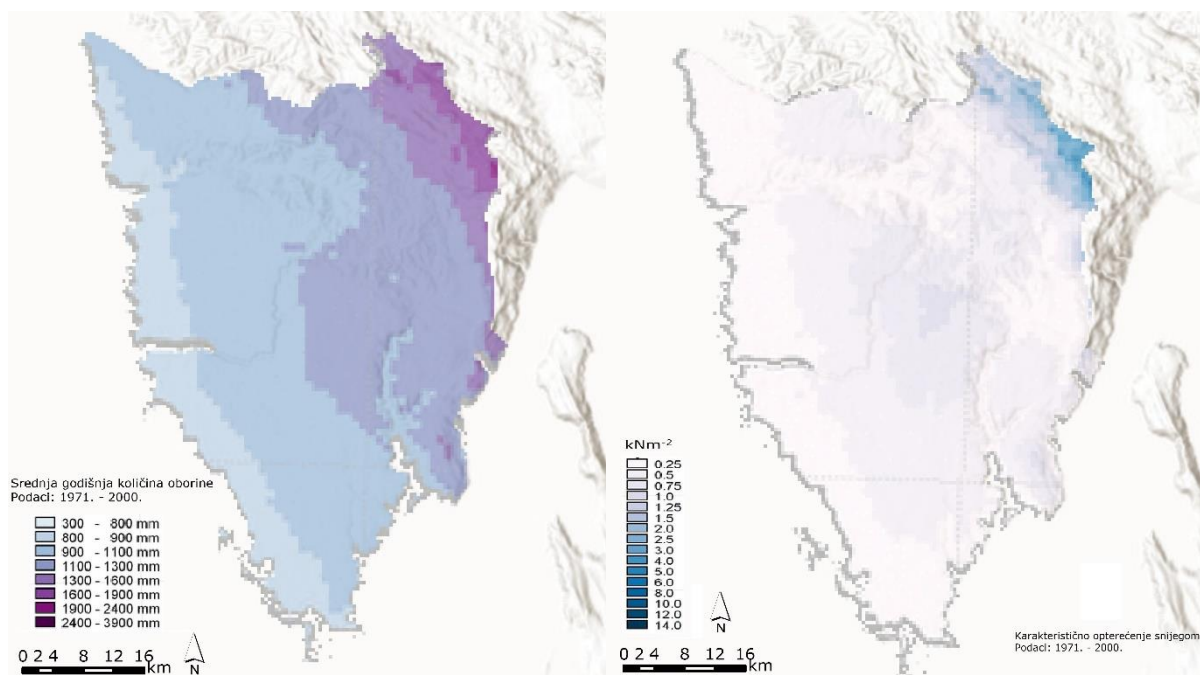 Srednja godišnja količina oborine
Podaci: 1971. - 2000.
300 - 800 mm
800 - 900 mm
900 - 1100 mm
1100 - 1300 mm
1300 - 1600 mm
1600 - 1900 mm
1900 - 2400 mm
2400 - 3900 mm
0 2 4 8 12 16
km
N
kNm-2
0.25
0.5
0.75
1.0
1.25
1.5
2.0
2.5
3.0
4.0
5.0
6.0
8.0
10.0
12.0
14.0
N
0 2 4 8 12 16
km
Karakteristično opterećenje snijegom
Podaci: 1971. - 2000.